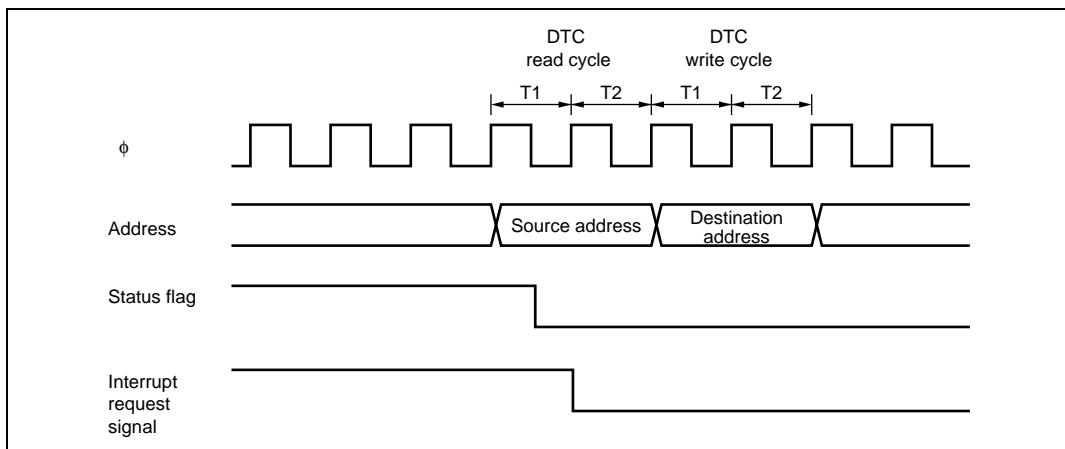 DTC
read cycle
DTC
write cycle
T1
T2
T1
T2
ϕ
Address
Source address
Destination
address
Status flag
Interrupt
request
signal